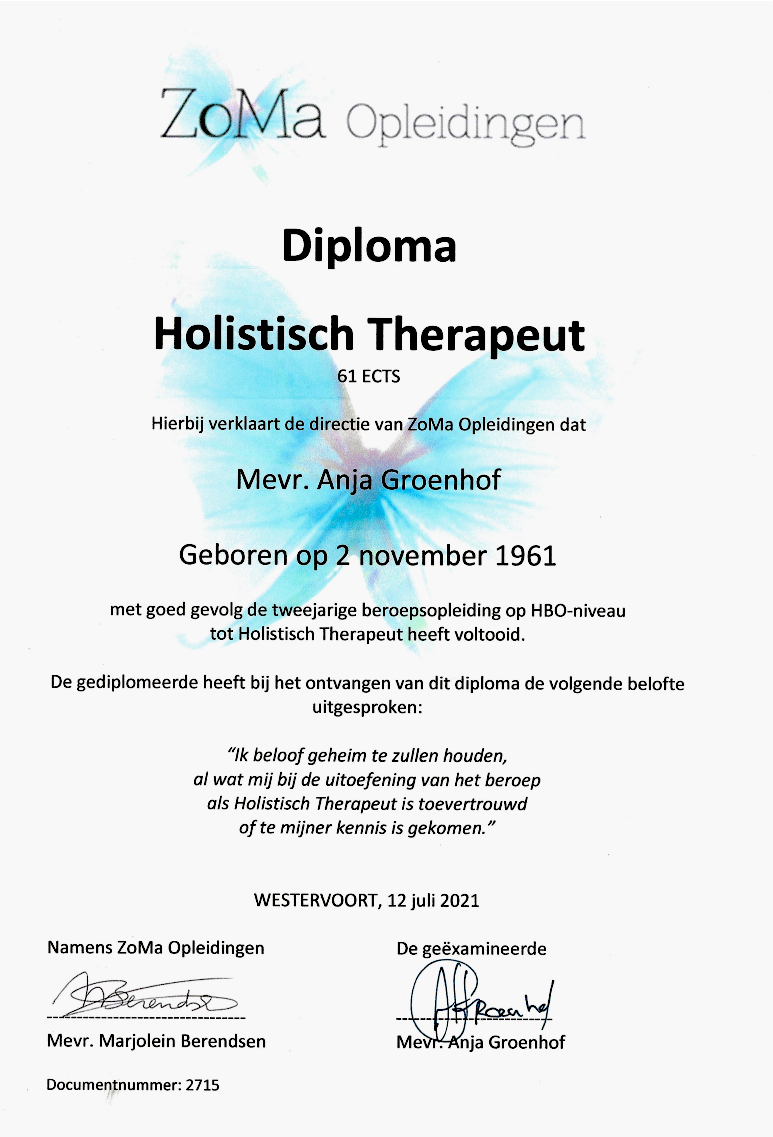 ZoMa Opleidingen
Diploma
Holistisch Therapeut
61 ECTS
Hierbij verklaart de directie van ZoMa Opleidingen dat
Mevr. Anja Groenhof
Geboren op 2 november 1961
met goed gevolg de tweejarige beroepsopleiding op HBO-niveau
tot Holistisch Therapeut heeft voltooid.
De gediplomeerde heeft bij het ontvangen van dit diploma de volgende belofte
uitgesproken:
“Ik beloof geheim te zullen houden,
al wat mij bij de uitoefening van het beroep
als Holistisch Therapeut is toevertrouwd
of te mijner kennis is gekomen.”
WESTERVOORT, 12 juli 2021
Namens ZoMa Opleidingen
De geëxamineerde
Berendsen
Groenhof
Mevr. Marjolein Berendsen
Mevr. Anja Groenhof
Documentnummer: 2715